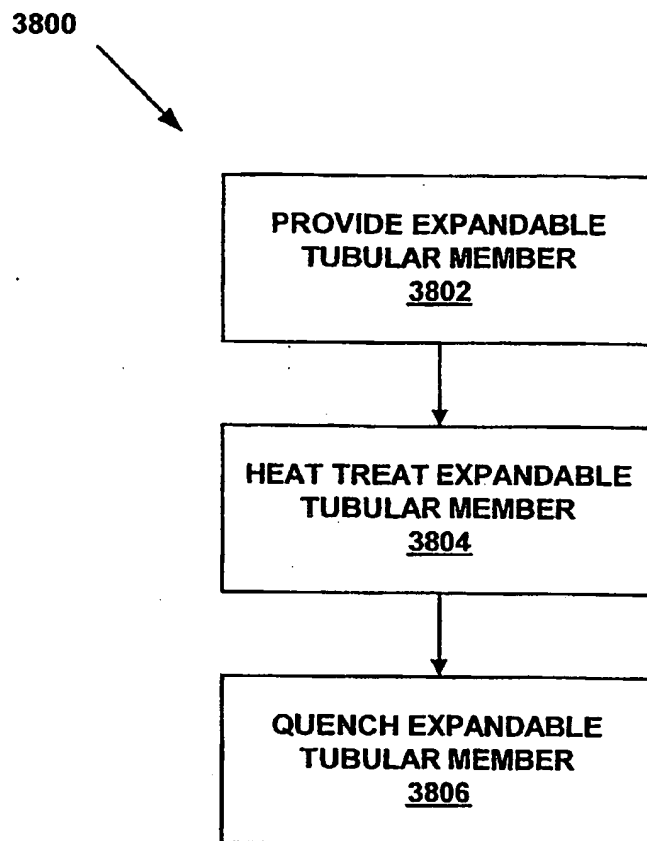 3800
PROVIDE EXPANDABLE
TUBULAR MEMBER
3802
HEAT TREAT EXPANDABLE
TUBULAR MEMBER
3804
QUENCH EXPANDABLE
TUBULAR MEMBER
3806